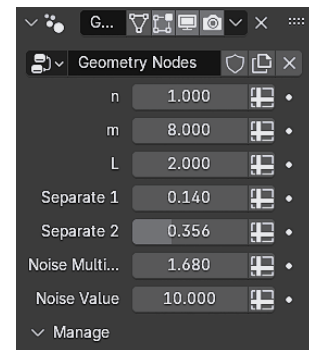 G...
Geometry Nodes
n 1.000
m 8.000
L 2.000
Separate 1 0.140
Separate 2 0.356
Noise Multi... 1.680
Noise Value 10.000
Manage